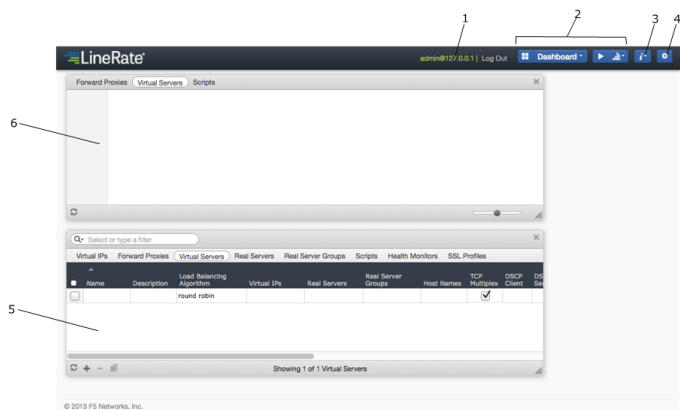 1
2
3
4
LineRate
admin@127.0.0.1 | Log Out
Dashboard
i
Forward Proxies Virtual Servers Scripts
6
Select or type a filter
Virtual IPs Forward Proxies Virtual Servers Real Servers Real Server Groups Scripts Health Monitors SSL Profiles
Name Description Load Balancing Algorithm Virtual IPs Real Servers Real Server Groups Host Names TCP Multiplex DSCP Client DS Se
round robin
5
Showing 1 of 1 Virtual Servers
© 2013 F5 Networks, Inc.